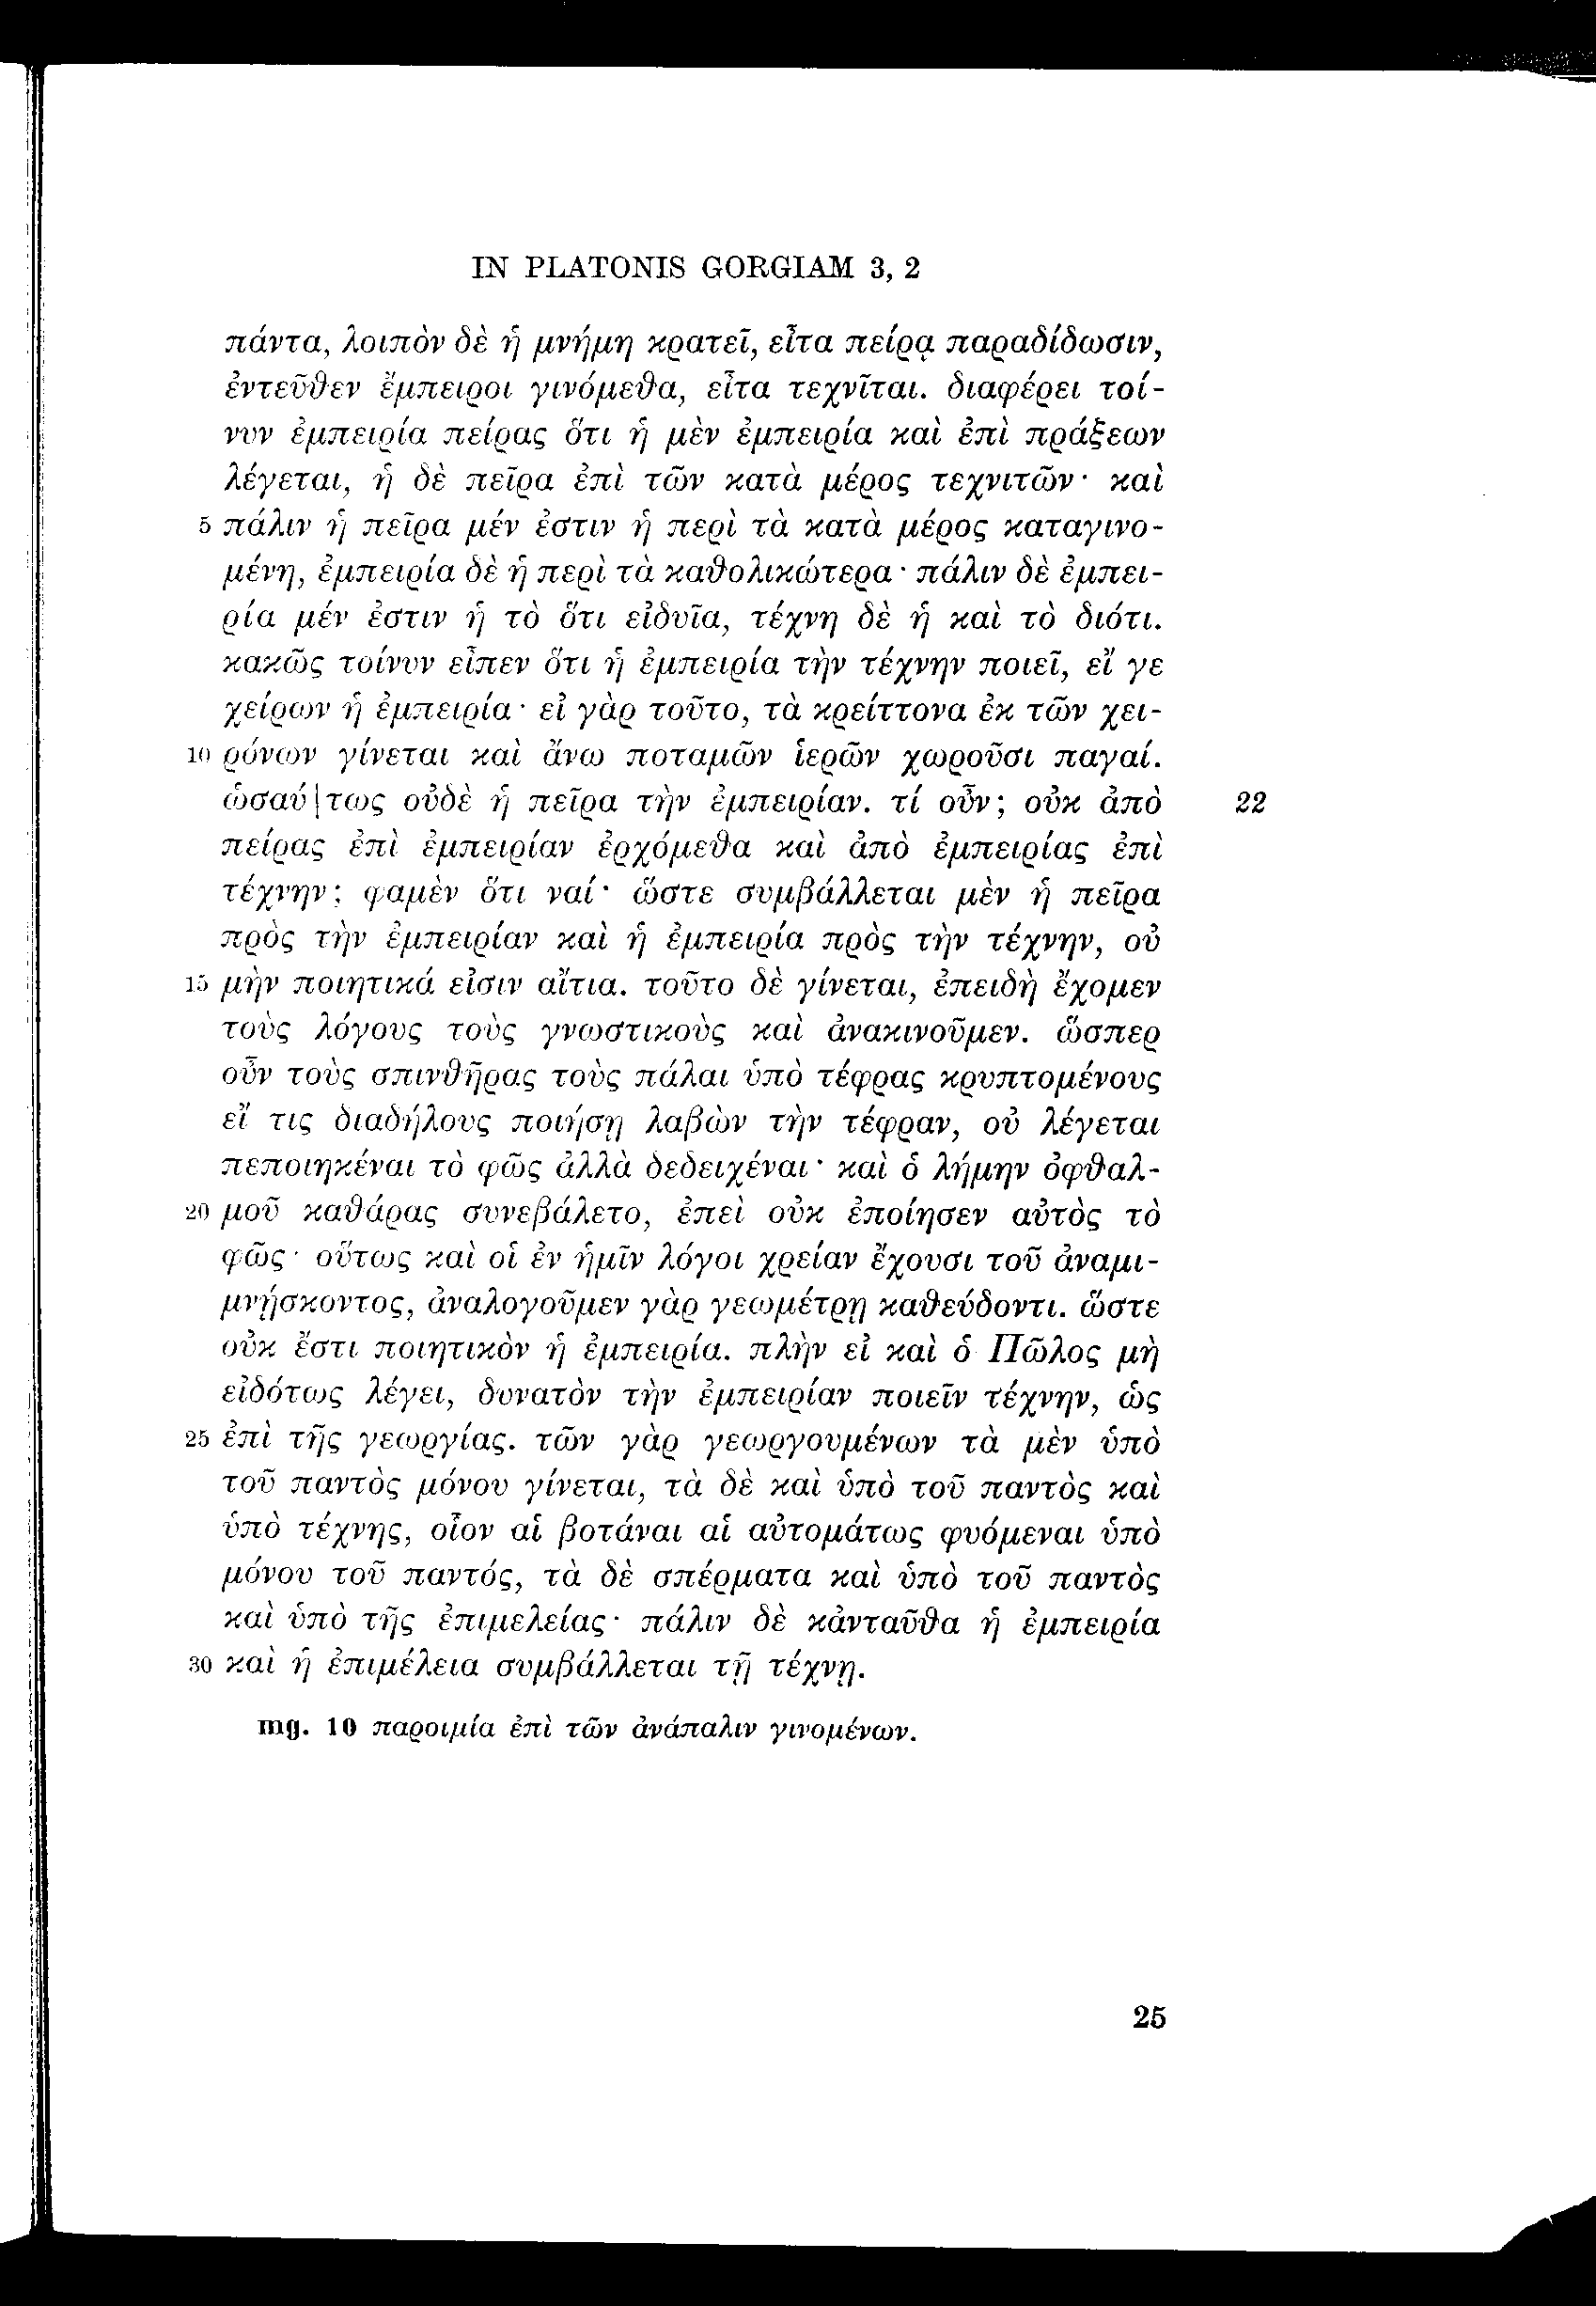 IN PLATONIS GORGIAM 3, 2
πάντα, λοιπὸν δὲ ἡ μνήμη κρατεῖ, εἶτα πείρᾳ παραδίδωσιν,
ἐντεῦθεν ἔμπειροι γινόμεθα, εἶτα τεχνῖται. διαφέρει τοί-
νυν ἐμπειρία πείρας ὅτι ἡ μὲν ἐμπειρία καὶ ἐπὶ πράξεων
λέγεται, ἡ δὲ πεῖρα ἐπὶ τῶν κατὰ μέρος τεχνιτῶν· καὶ
5 πάλιν ἡ πεῖρα μέν ἐστιν ἡ περὶ τὰ κατὰ μέρος καταγινο-
μένη, ἐμπειρία δὲ ἡ περὶ τὰ καθολικώτερα· πάλιν δὲ ἐμπει-
ρία μέν ἐστιν ἡ τὸ ὅτι εἰδυῖα, τέχνη δὲ ἡ καὶ τὸ διότι.
κακῶς τοίνυν εἶπεν ὅτι ἡ ἐμπειρία τὴν τέχνην ποιεῖ, εἴ γε
χείρων ἡ ἐμπειρία· εἰ γὰρ τοῦτο, τὰ κρείττονα ἐκ τῶν χει-
10 ρόνων γίνεται καὶ ἄνω ποταμῶν ἱερῶν χωροῦσι παγαί.
ὡσαύ|τως οὐδὲ ἡ πεῖρα τὴν ἐμπειρίαν. τί οὖν; οὐκ ἀπὸ 22
πείρας ἐπὶ ἐμπειρίαν ἐρχόμεθα καὶ ἀπὸ ἐμπειρίας ἐπὶ
τέχνην; φαμὲν ὅτι ναί· ὥστε συμβάλλεται μὲν ἡ πεῖρα
πρὸς τὴν ἐμπειρίαν καὶ ἡ ἐμπειρία πρὸς τὴν τέχνην, οὐ
15 μὴν ποιητικά εἰσιν αἴτια. τοῦτο δὲ γίνεται, ἐπειδὴ ἔχομεν
τοὺς λόγους τοὺς γνωστικοὺς καὶ ἀνακινοῦμεν. ὥσπερ
οὖν τοὺς σπινθῆρας τοὺς πάλαι ὑπὸ τέφρας κρυπτομένους
εἴ τις διαδήλους ποιήσῃ λαβὼν τὴν τέφραν, οὐ λέγεται
πεποιηκέναι τὸ φῶς ἀλλὰ δεδειχέναι· καὶ ὁ λήμην ὀφθαλ-
20 μοῦ καθάρας συνεβάλετο, ἐπεὶ οὐκ ἐποίησεν αὐτὸς τὸ
φῶς· οὕτως καὶ οἱ ἐν ἡμῖν λόγοι χρείαν ἔχουσι τοῦ ἀναμι-
μνῄσκοντος, ἀναλογοῦμεν γὰρ γεωμέτρῃ καθεύδοντι. ὥστε
οὐκ ἔστι ποιητικὸν ἡ ἐμπειρία. πλὴν εἰ καὶ ὁ Πῶλος μὴ
εἰδότως λέγει, δυνατὸν τὴν ἐμπειρίαν ποιεῖν τέχνην, ὡς
25 ἐπὶ τῆς γεωργίας. τῶν γὰρ γεωργουμένων τὰ μὲν ὑπὸ
τοῦ παντὸς μόνου γίνεται, τὰ δὲ καὶ ὑπὸ τοῦ παντὸς καὶ
ὑπὸ τέχνης, οἷον αἱ βοτάναι αἱ αὐτομάτως φυόμεναι ὑπὸ
μόνου τοῦ παντός, τὰ δὲ σπέρματα καὶ ὑπὸ τοῦ παντὸς
καὶ ὑπὸ τῆς ἐπιμελείας· πάλιν δὲ κἀνταῦθα ἡ ἐμπειρία
30 καὶ ἡ ἐπιμέλεια συμβάλλεται τῇ τέχνῃ.
mg. 10 παροιμία ἐπὶ τῶν ἀνάπαλιν γινομένων.
25